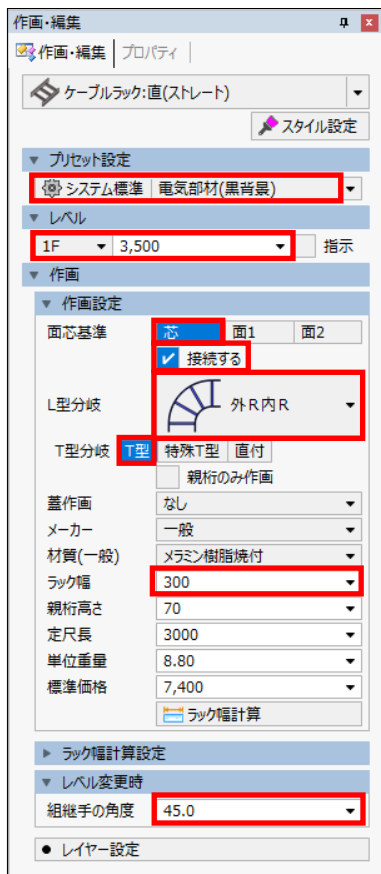 作画・編集
作画・編集 プロパティ
ケーブルラック:直(ストレート)
スタイル設定
プリセット設定
システム標準 電気部材(黒背景)
レベル
1F 3,500 指示
作画
作画設定
面芯基準 芯 面1 面2
接続する
L型分岐 外R内R
T型分岐 T型 特殊T型 直付
親桁のみ作画
蓋作画 なし
メーカー 一般
材質(一般) メラミン樹脂焼付
ラック幅 300
親桁高さ 70
定尺長 3000
単位重量 8.80
標準価格 7,400
ラック幅計算
ラック幅計算設定
レベル変更時
組継手の角度 45.0
レイヤー設定